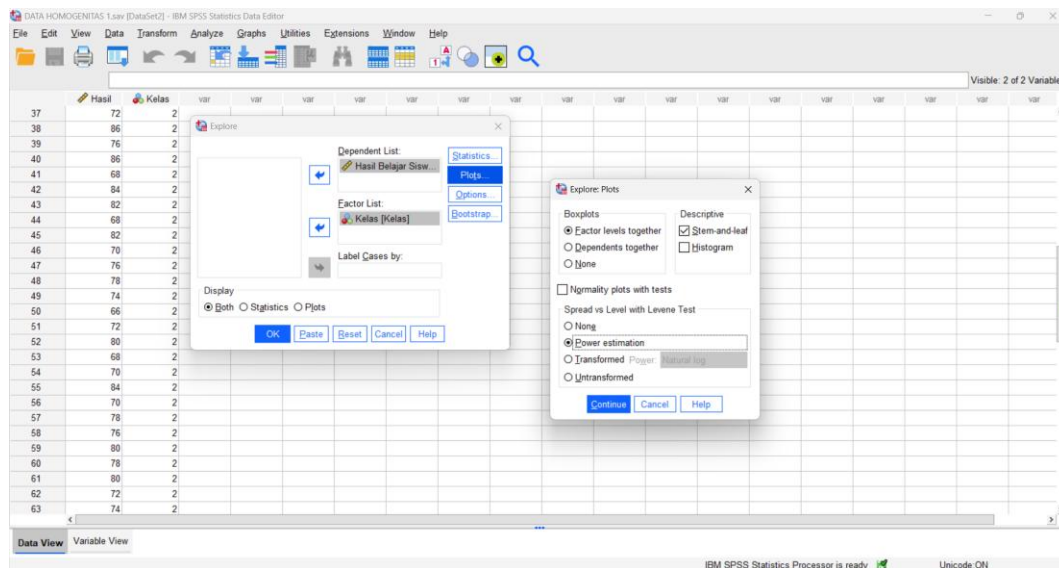 DATA HOMOGENITAS 1.sav [DataSet2] - IBM SPSS Statistics Data Editor
File Edit View Data Transform Analyze Graphs Utilities Extensions Window Help
Visible: 2 of 2 Variable
Hasil Kelas var var var var var var var var var var var var var var var var var
37 72 2
38 86 2
39 76 2
40 86 2
41 68 2
42 84 2
43 82 2
44 68 2
45 82 2
46 70 2
47 76 2
48 78 2
49 74 2
50 66 2
51 72 2
52 80 2
53 68 2
54 70 2
55 84 2
56 70 2
57 78 2
58 76 2
59 80 2
60 78 2
61 80 2
62 72 2
63 74 2
Explore
Dependent List:
Hasil Belajar Sisw...
Factor List:
Kelas [Kelas]
Label Cases by:
Statistics...
Plots...
Options...
Bootstrap...
Display
Both Statistics Plots
OK Paste Reset Cancel Help
Explore: Plots
Boxplots
Factor levels together
Dependents together
None
Descriptive
Stem-and-leaf
Histogram
Normality plots with tests
Spread vs Level with Levene Test
None
Power estimation
Transformed Power: Natural log
Untransformed
Continue Cancel Help
Data View Variable View
IBM SPSS Statistics Processor is ready Unicode:ON